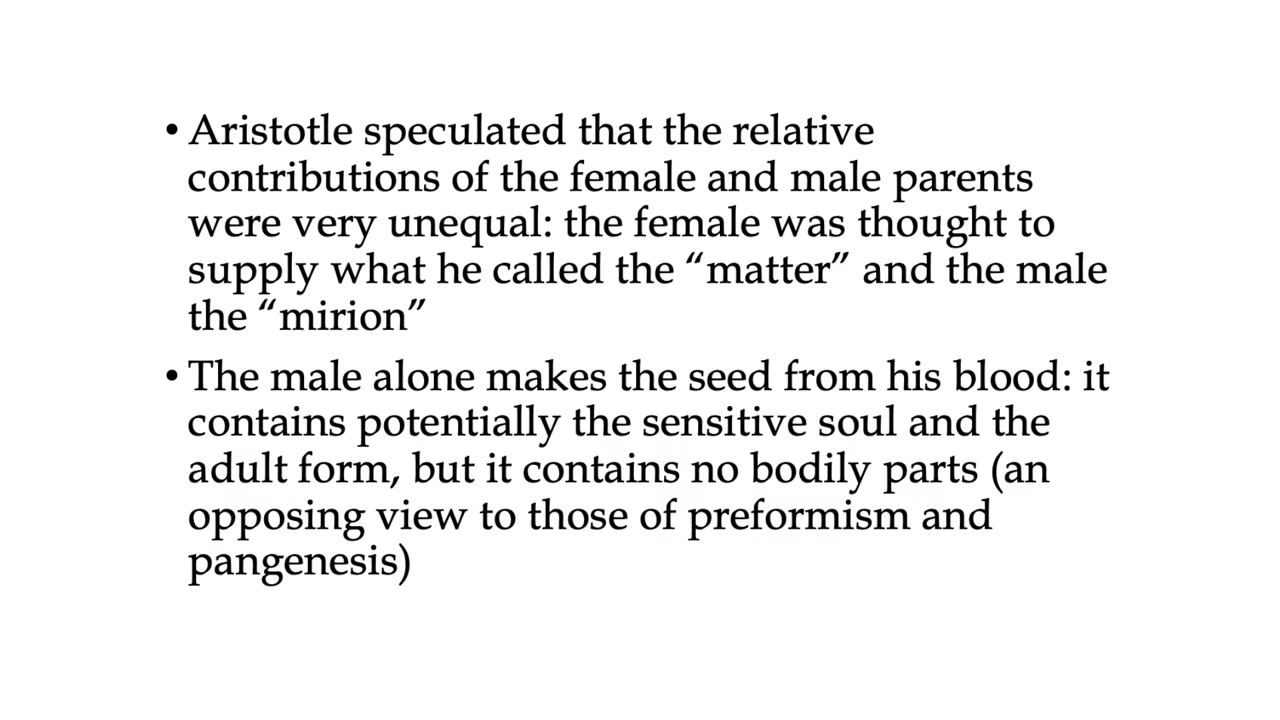 • Aristotle speculated that the relative
contributions of the female and male parents
were very unequal: the female was thought to
supply what he called the “matter” and the male
the “mirion”
• The male alone makes the seed from his blood: it
contains potentially the sensitive soul and the
adult form, but it contains no bodily parts (an
opposing view to those of preformism and
pangenesis)